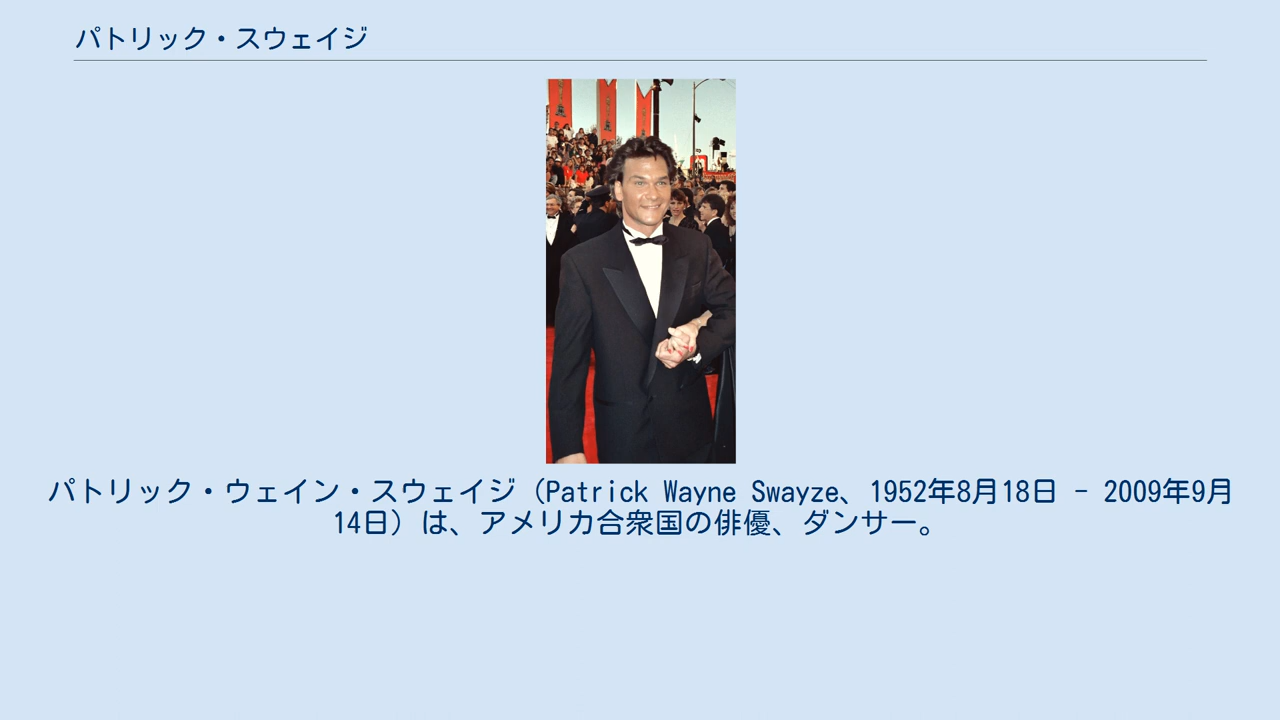 パトリック・スウェイジ
パトリック・ウェイン・スウェイジ（Patrick Wayne Swayze、1952年8月18日 - 2009年9月
14日）は、アメリカ合衆国の俳優、ダンサー。